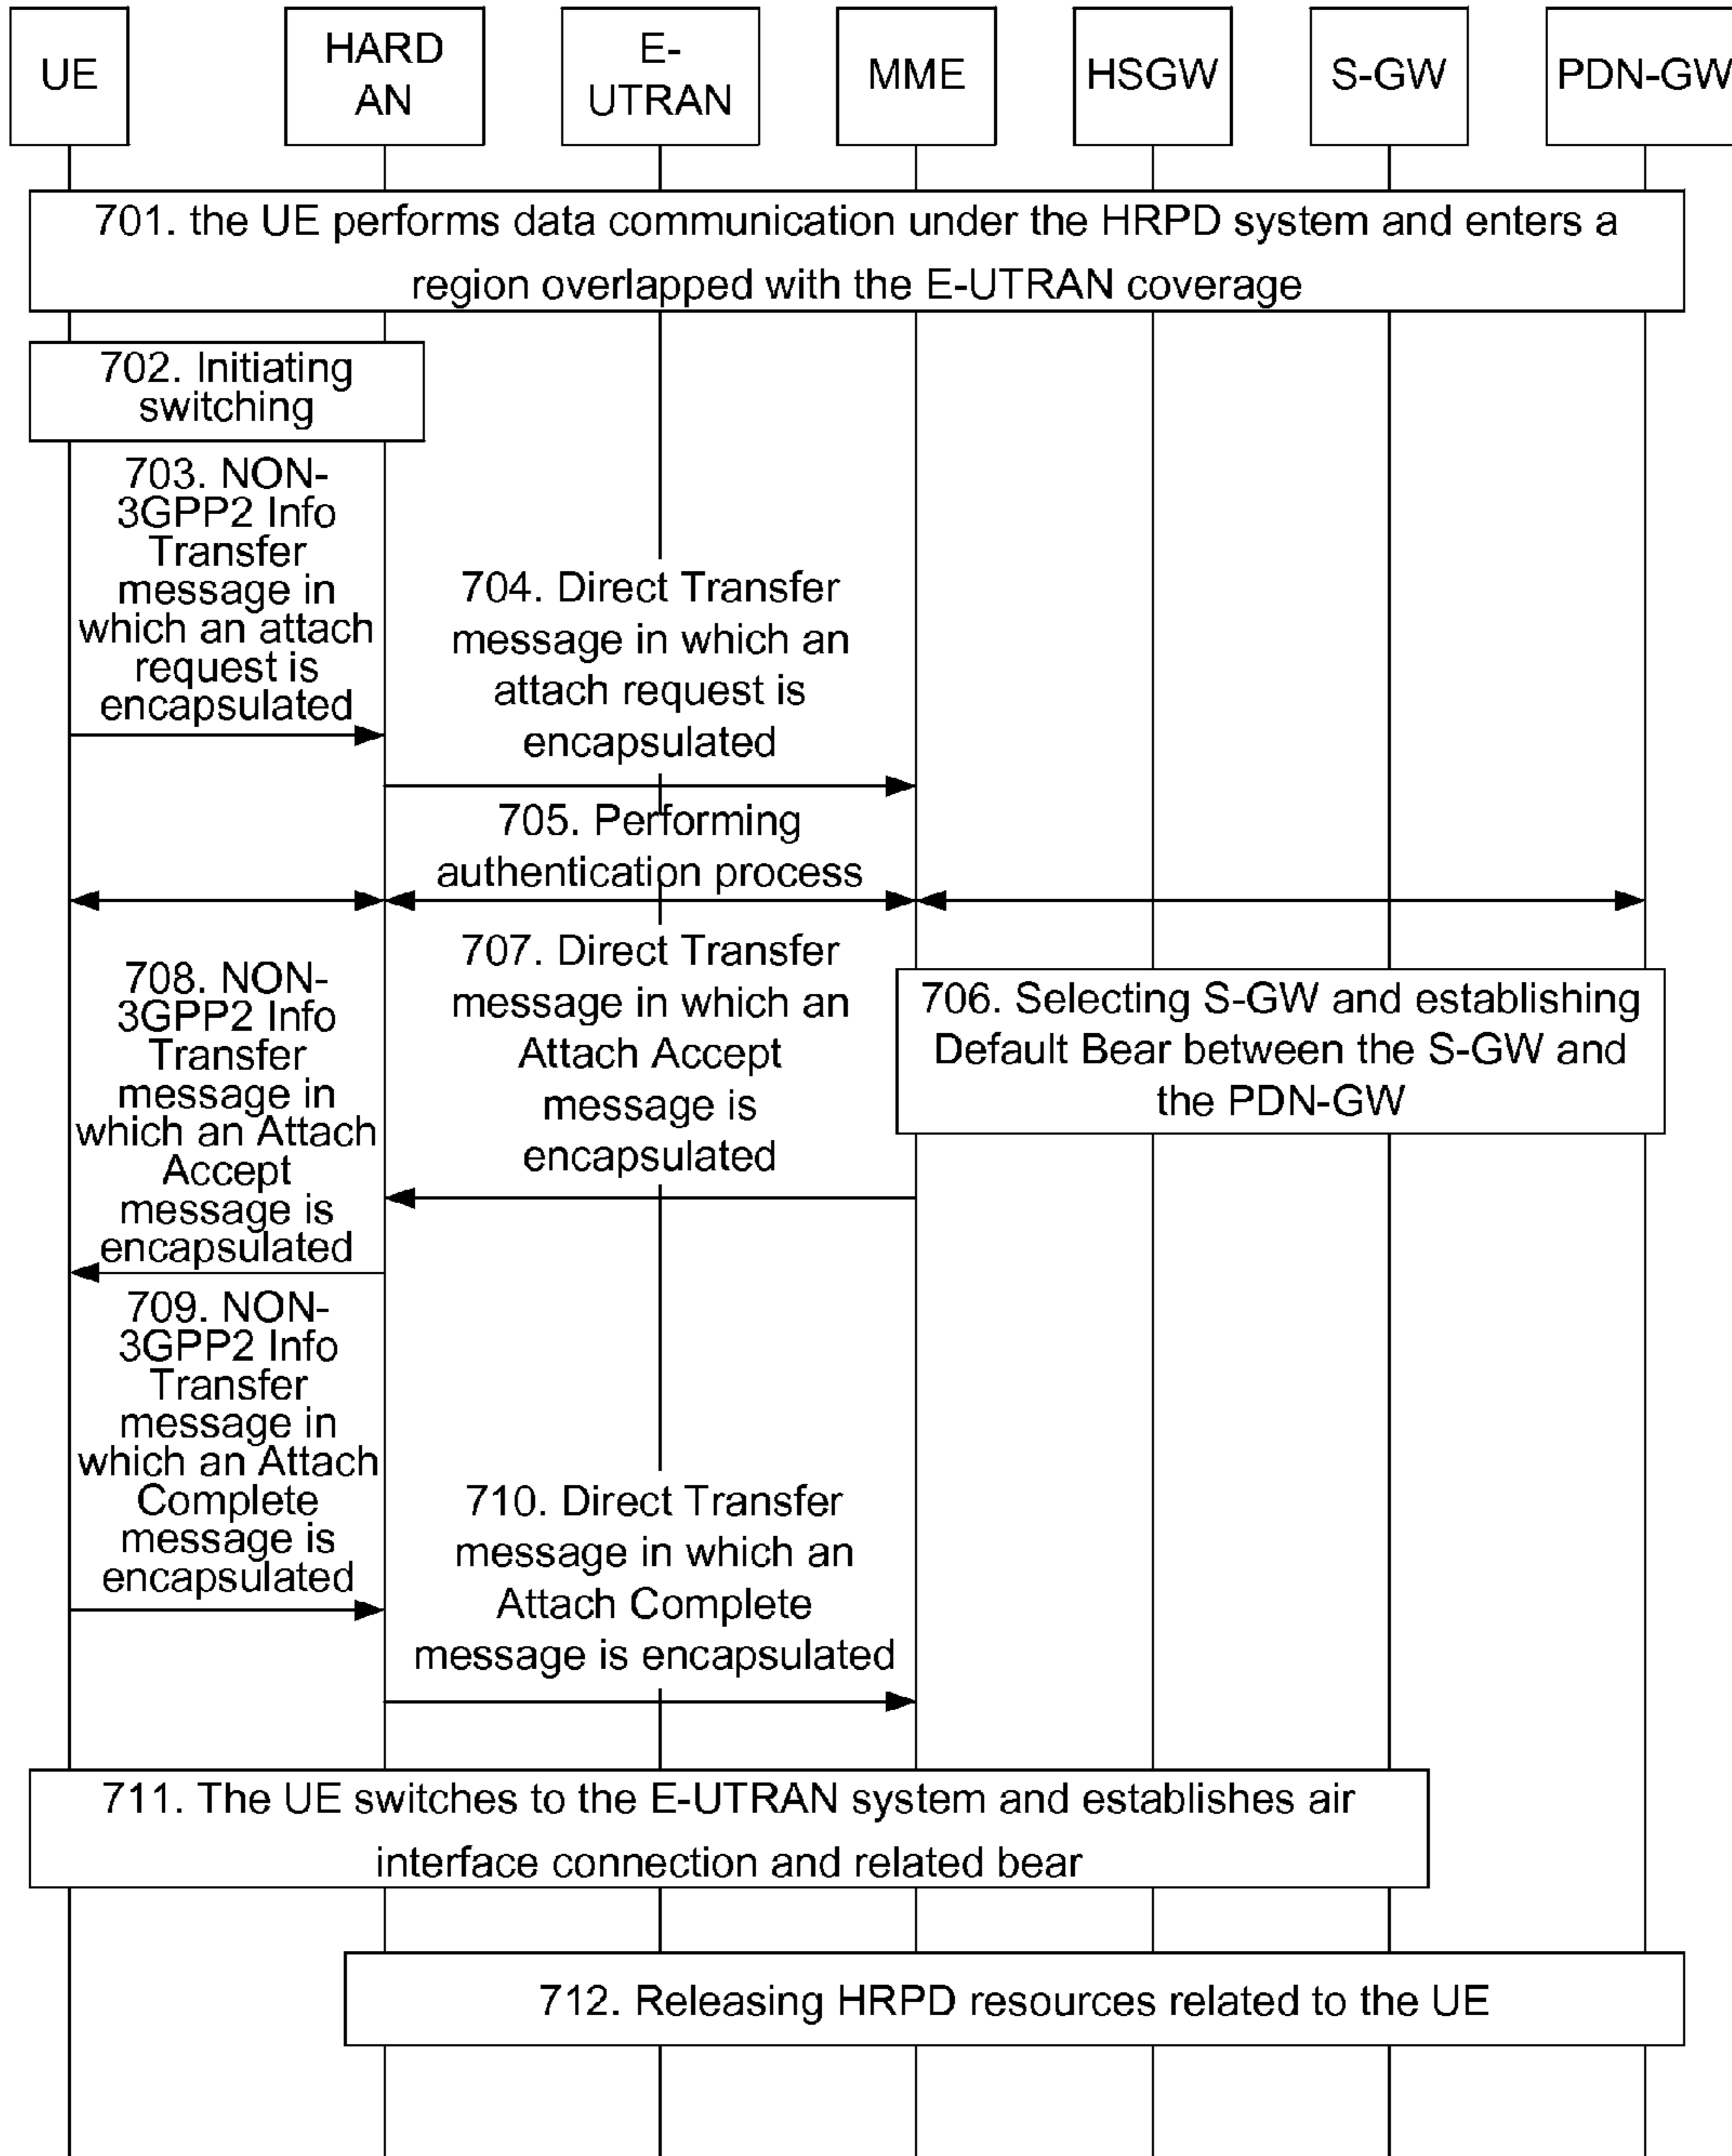 UE
HARD
AN
E-
UTRAN
MME
HSGW
S-GW
PDN-GW
701. the UE performs data communication under the HRPD system and enters a
region overlapped with the E-UTRAN coverage
702. Initiating
switching
703. NON-
3GPP2 Info
Transfer
message in
which an attach
request is
encapsulated
704. Direct Transfer
message in which an
attach request is
encapsulated
705. Performing
authentication process
706. Selecting S-GW and establishing
Default Bear between the S-GW and
the PDN-GW
707. Direct Transfer
message in which an
Attach Accept
message is
encapsulated
708. NON-
3GPP2 Info
Transfer
message in
which an Attach
Accept
message is
encapsulated
709. NON-
3GPP2 Info
Transfer
message in
which an Attach
Complete
message is
encapsulated
710. Direct Transfer
message in which an
Attach Complete
message is encapsulated
711. The UE switches to the E-UTRAN system and establishes air
interface connection and related bear
712. Releasing HRPD resources related to the UE